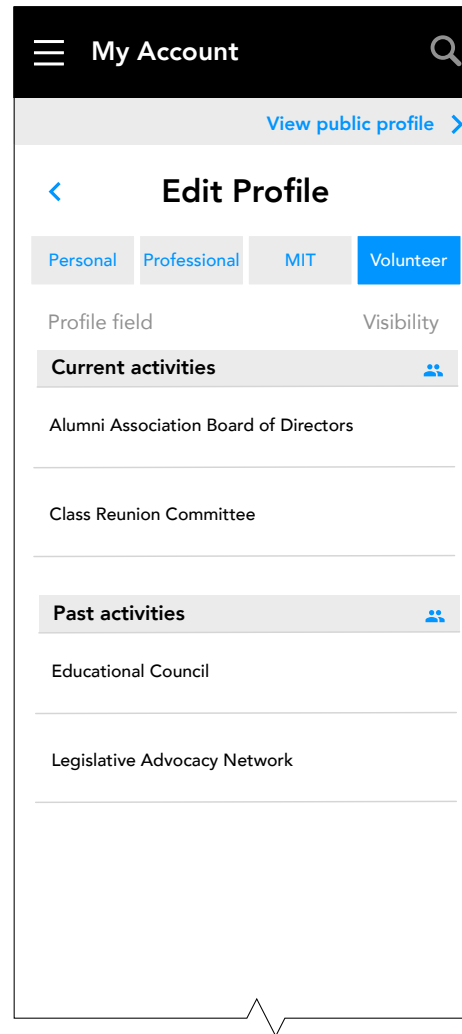 My Account
View public profile
Edit Profile
Personal Professional MIT Volunteer
Profile field Visibility
Current activities
Alumni Association Board of Directors
Class Reunion Committee
Past activities
Educational Council
Legislative Advocacy Network